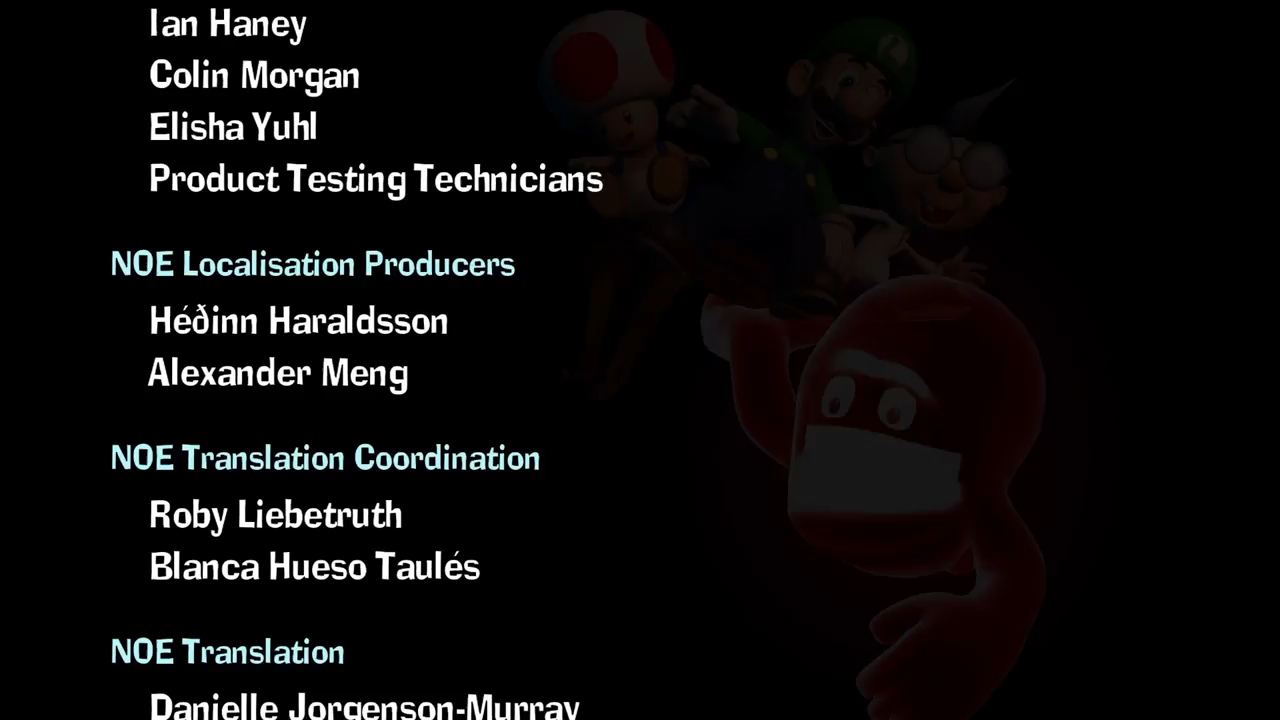 Ian Haney
Colin Morgan
Elisha Yuhl
Product Testing Technicians
NOE Localisation Producers
Héðinn Haraldsson
Alexander Meng
NOE Translation Coordination
Roby Liebetruth
Blanca Hueso Taulés
NOE Translation
Danielle Jorgenson-Murray